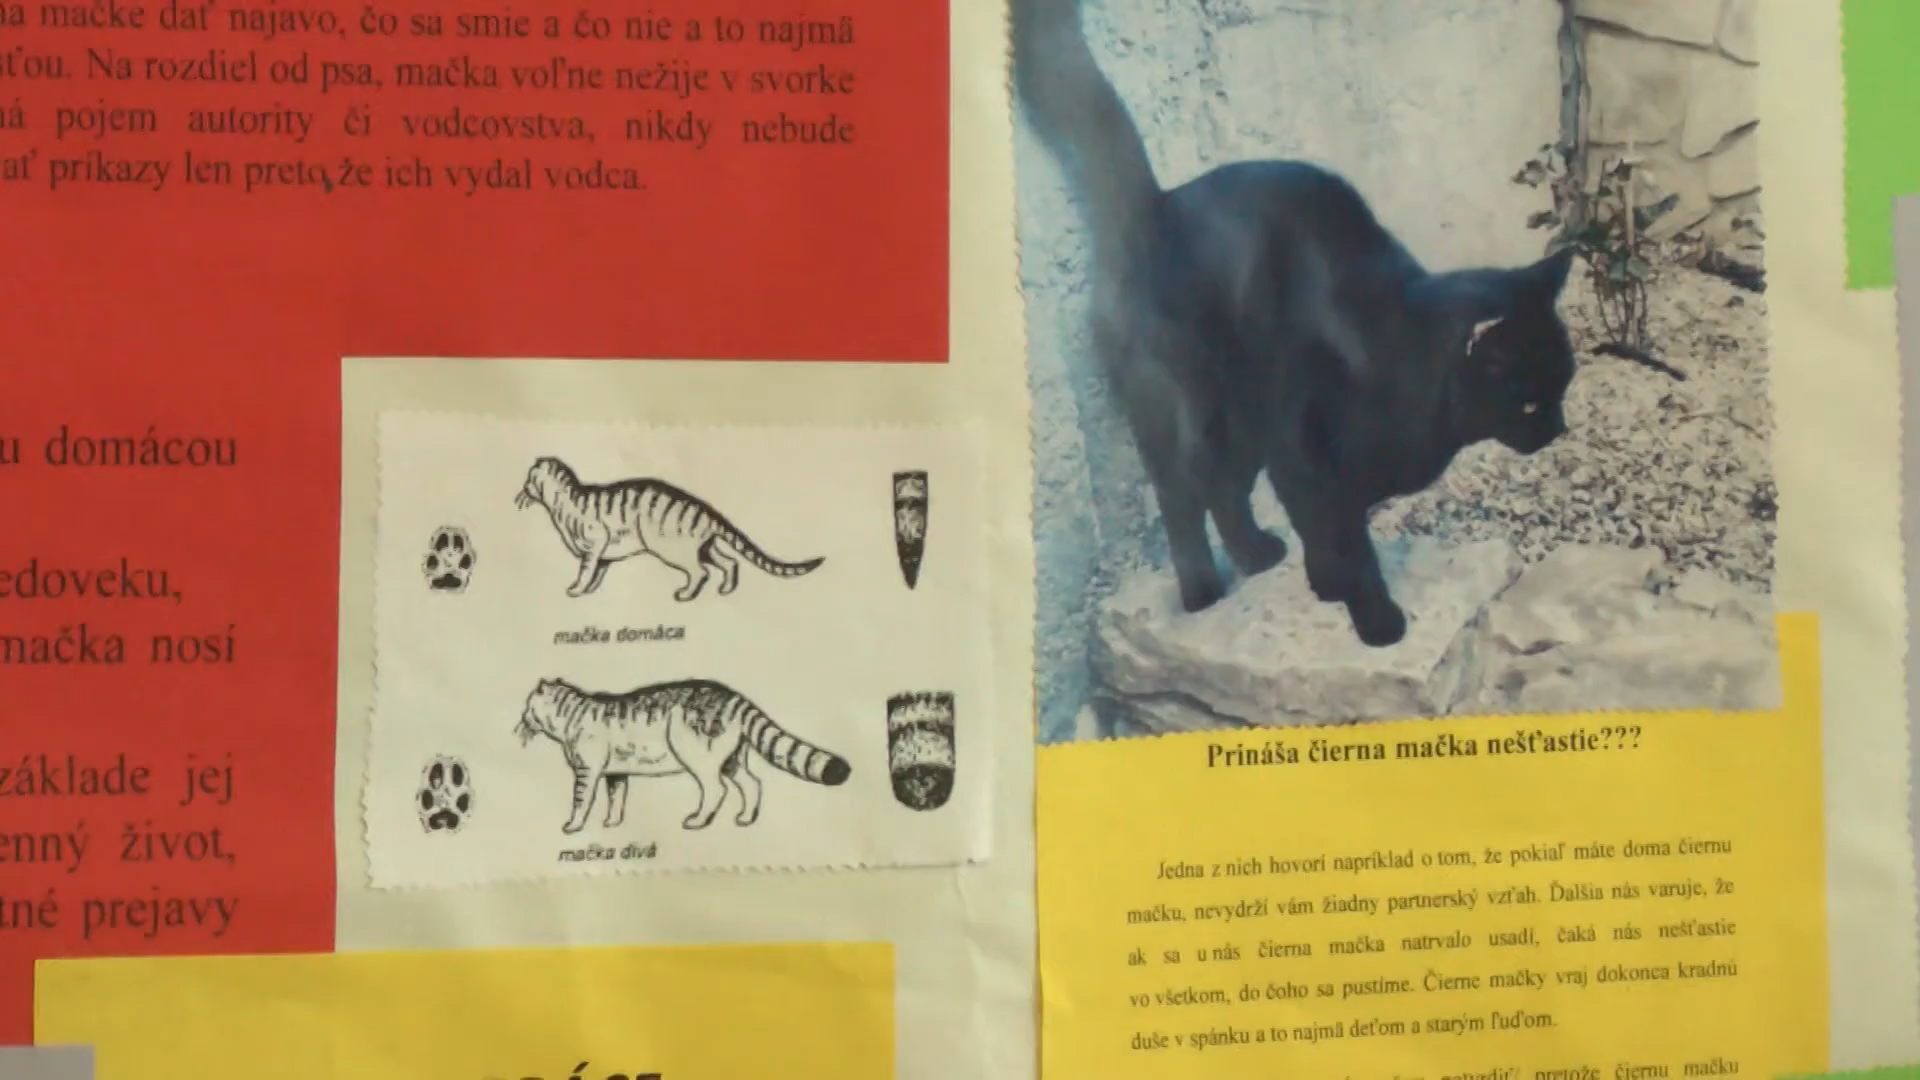 na mačke dať najavo, čo sa smie a čo nie a to najmä
sťou. Na rozdiel od psa, mačka voľne nežije v svorke
pojem autority či vodcovstva, nikdy nebude
ať príkazy len preto, že ich vydal vodca.
u domácou
edoveku,
mačka nosí
základe jej
enný život,
tné prejavy
mačka domáca
mačka divá
Prináša čierna mačka nešťastie???
Jedna z nich hovorí napríklad o tom, že pokiaľ máte doma čiernu
mačku, nevydrží vám žiadny partnerský vzťah. Ďalšia nás varuje, že
ak sa u nás čierna mačka natrvalo usadí, čaká nás nešťastie
vo všetkom, do čoho sa pustíme. Čierne mačky vraj dokonca kradnú
duše v spánku a to najmä deťom a starým ľuďom.
pretože čiernu mačku